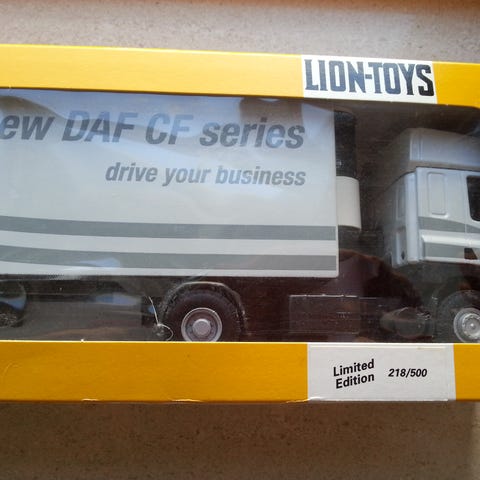 LION-TOYS
ew DAF CF series
drive your business
Limited
Edition 218/500